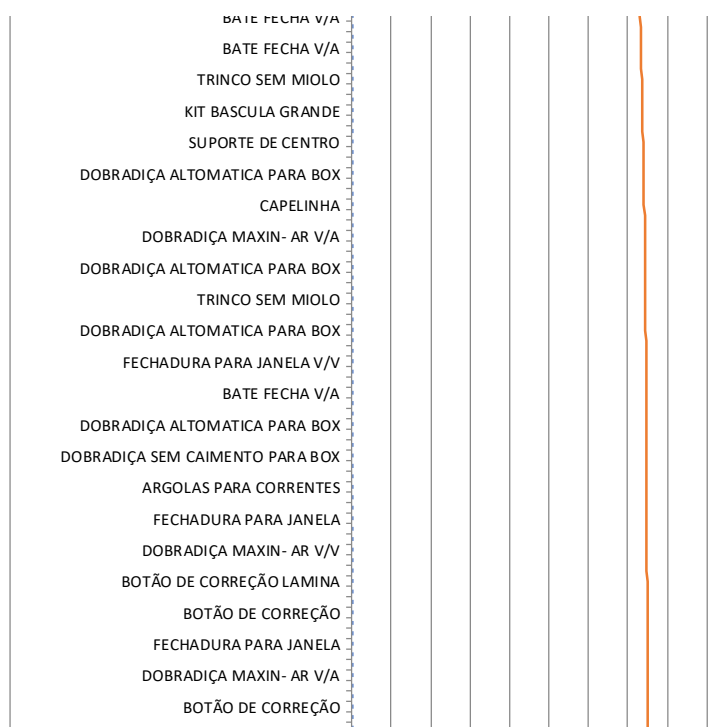 BATE FECHA V/A
BATE FECHA V/A
TRINCO SEM MIOLO
KIT BASCULA GRANDE
SUPORTE DE CENTRO
DOBRADIÇA ALTOMATICA PARA BOX
CAPELINHA
DOBRADIÇA MAXIN- AR V/A
DOBRADIÇA ALTOMATICA PARA BOX
TRINCO SEM MIOLO
DOBRADIÇA ALTOMATICA PARA BOX
FECHADURA PARA JANELA V/V
BATE FECHA V/A
DOBRADIÇA ALTOMATICA PARA BOX
DOBRADIÇA SEM CAIMENTO PARA BOX
ARGOLAS PARA CORRENTES
FECHADURA PARA JANELA
DOBRADIÇA MAXIN- AR V/V
BOTÃO DE CORREÇÃO LAMINA
BOTÃO DE CORREÇÃO
FECHADURA PARA JANELA
DOBRADIÇA MAXIN- AR V/A
BOTÃO DE CORREÇÃO